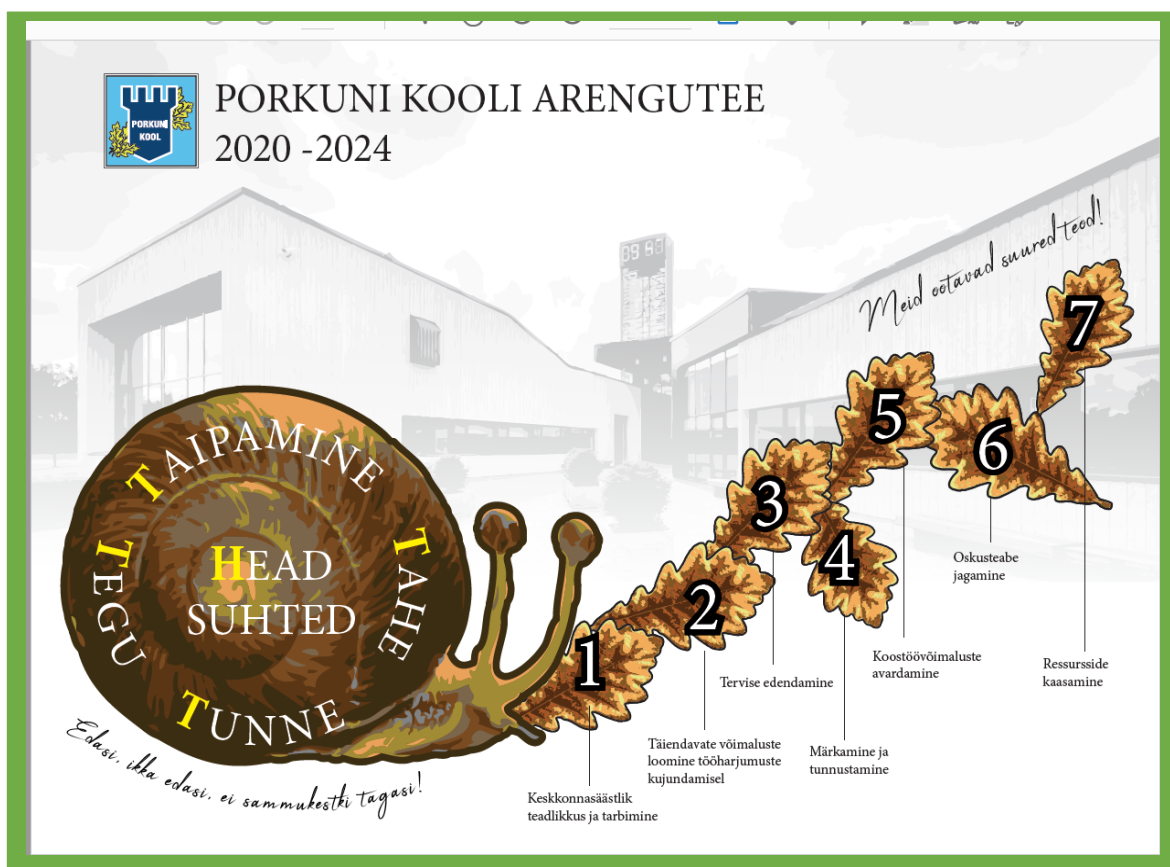 PORKUNI
KOOL
PORKUNI KOOLI ARENGUTEE
2020 -2024
Meid ootavad suured teod!
TAIPAMINE
TAHE
TUNNE
TEGU
HEAD
SUHTED
Edasi, ikka edasi, ei sammukestki tagasi!
1
2
3
4
5
6
7
Keskkonnasäästlik
teadlikkus ja tarbimine
Täiendavate võimaluste
loomine tööharjumuste
kujundamisel
Tervise edendamine
Märkamine ja
tunnustamine
Koostöövõimaluste
avardamine
Oskusteabe
jagamine
Ressursside
kaasamine